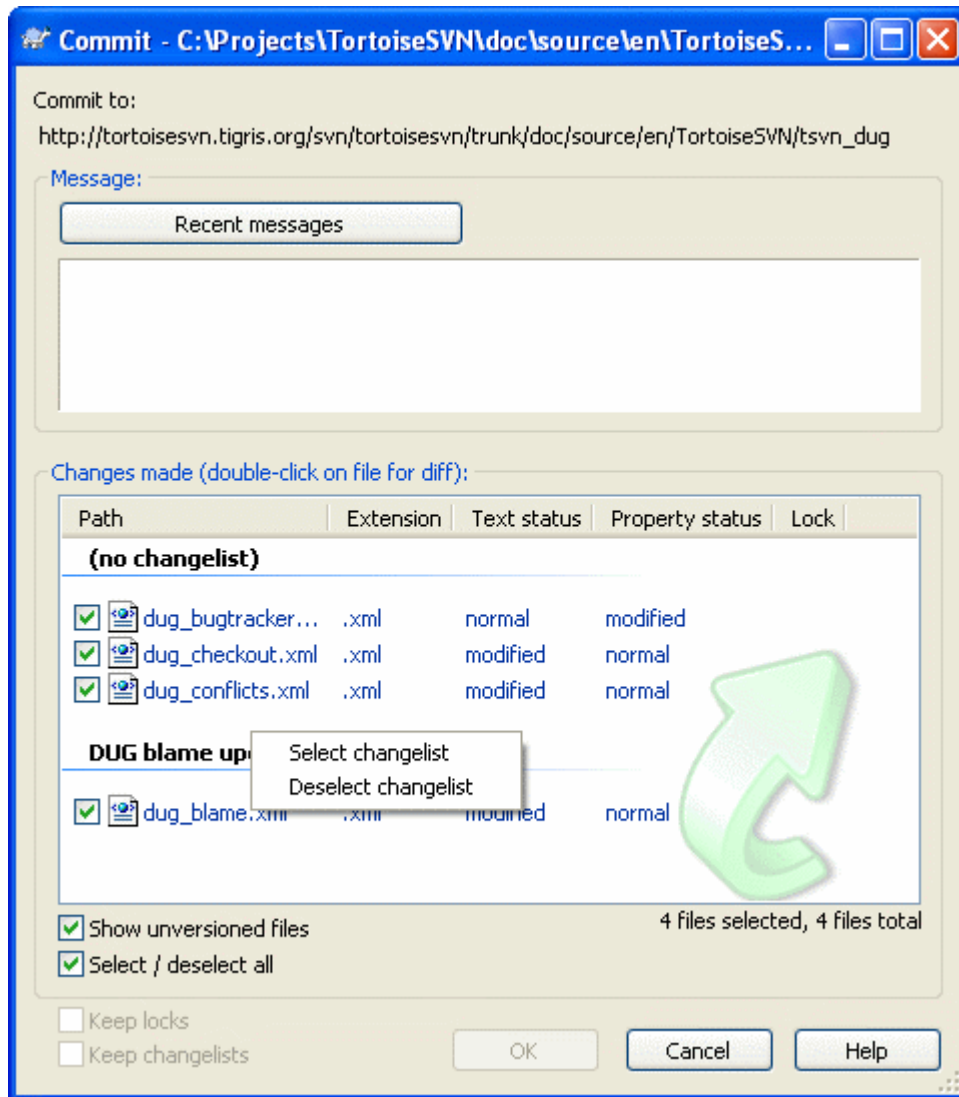 Commit - C:\Projects\TortoiseSVN\doc\source\en\TortoiseS...
Commit to:
http://tortoisesvn.tigris.org/svn/tortoisesvn/trunk/doc/source/en/TortoiseSVN/tsvn_dug
Message:
Recent messages
Changes made (double-click on file for diff):
Path Extension Text status Property status Lock
(no changelist)
dug_bugtracker... .xml normal modified
dug_checkout.xml .xml modified normal
dug_conflicts.xml .xml modified normal
DUG blame
Select changelist
Deselect changelist
dug_blame.xml .xml modified normal
Show unversioned files
4 files selected, 4 files total
Select / deselect all
Keep locks
Keep changelists
OK Cancel Help